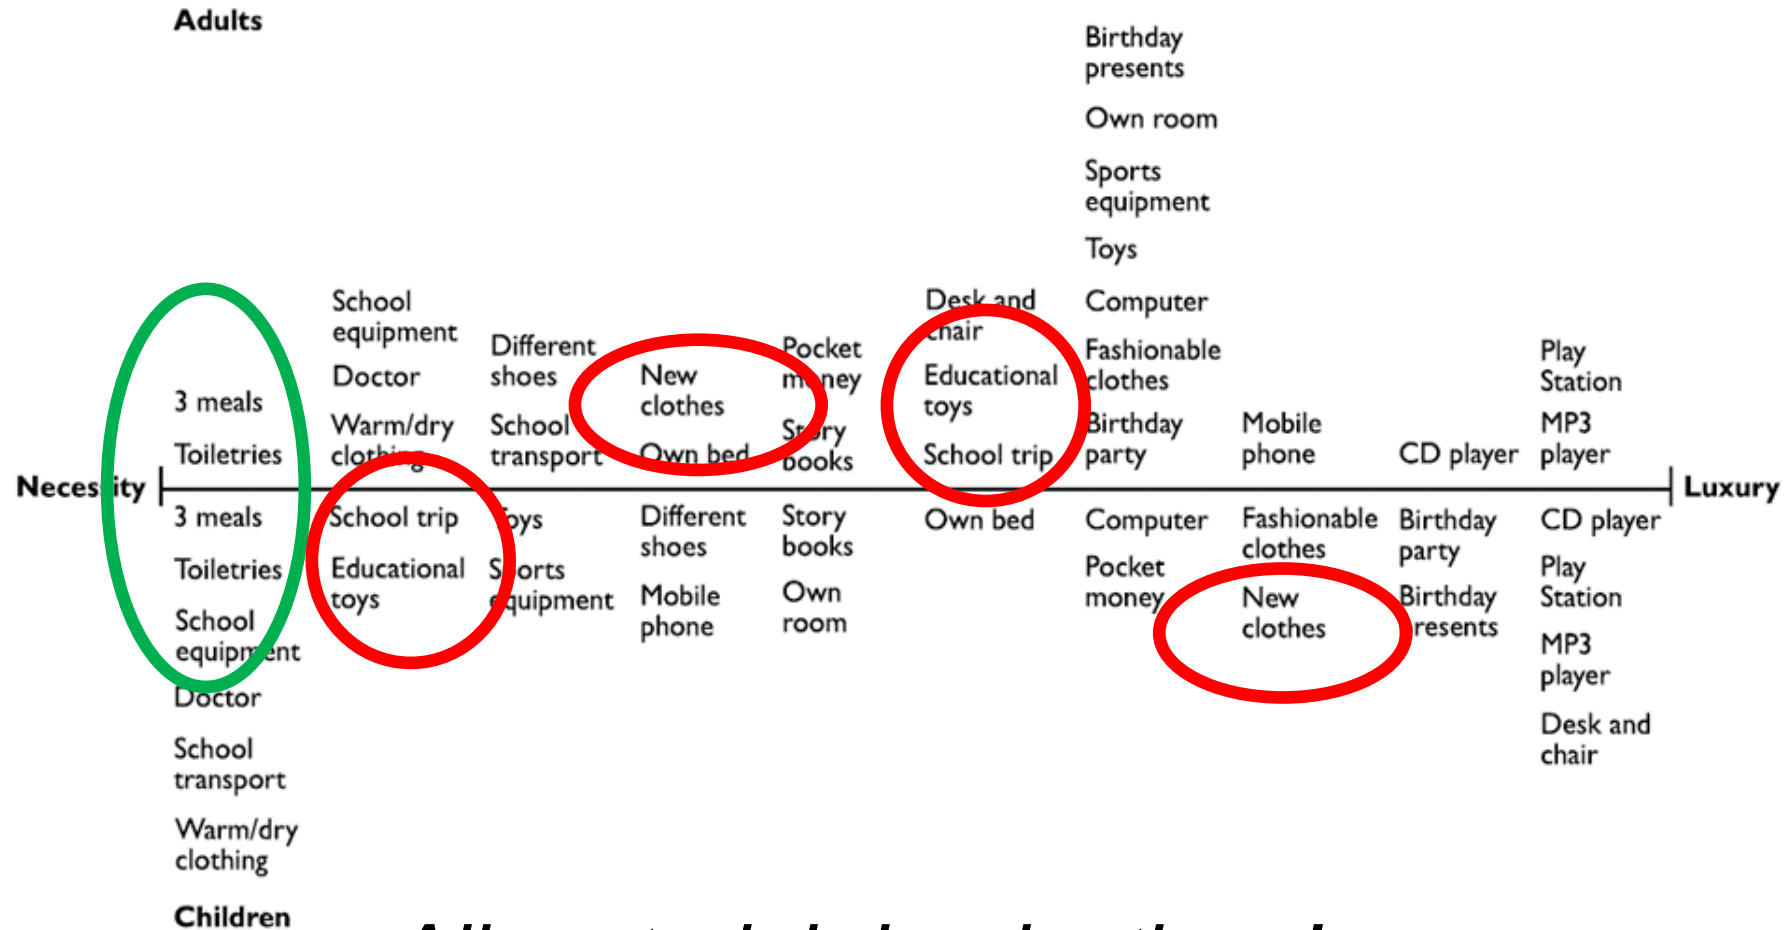 Adults
Birthday
presents
Own room
Sports
equipment
Toys
School
equipment
Doctor
Warm/dry
clothing
Different
shoes
School
transport
New
clothes
Own bed
Pocket
money
Story
books
Desk and
chair
Educational
toys
School trip
Computer
Fashionable
clothes
Birthday
party
Mobile
phone
CD player
Play
Station
MP3
player
3 meals
Toiletries
Necessity
Luxury
3 meals
Toiletries
School
equipment
Doctor
School
transport
Warm/dry
clothing
School trip
Educational
toys
Toys
Sports
equipment
Different
shoes
Mobile
phone
Story
books
Own
room
Own bed
Computer
Pocket
money
Fashionable
clothes
New
clothes
Birthday
party
Birthday
presents
CD player
Play
Station
MP3
player
Desk and
chair
Children